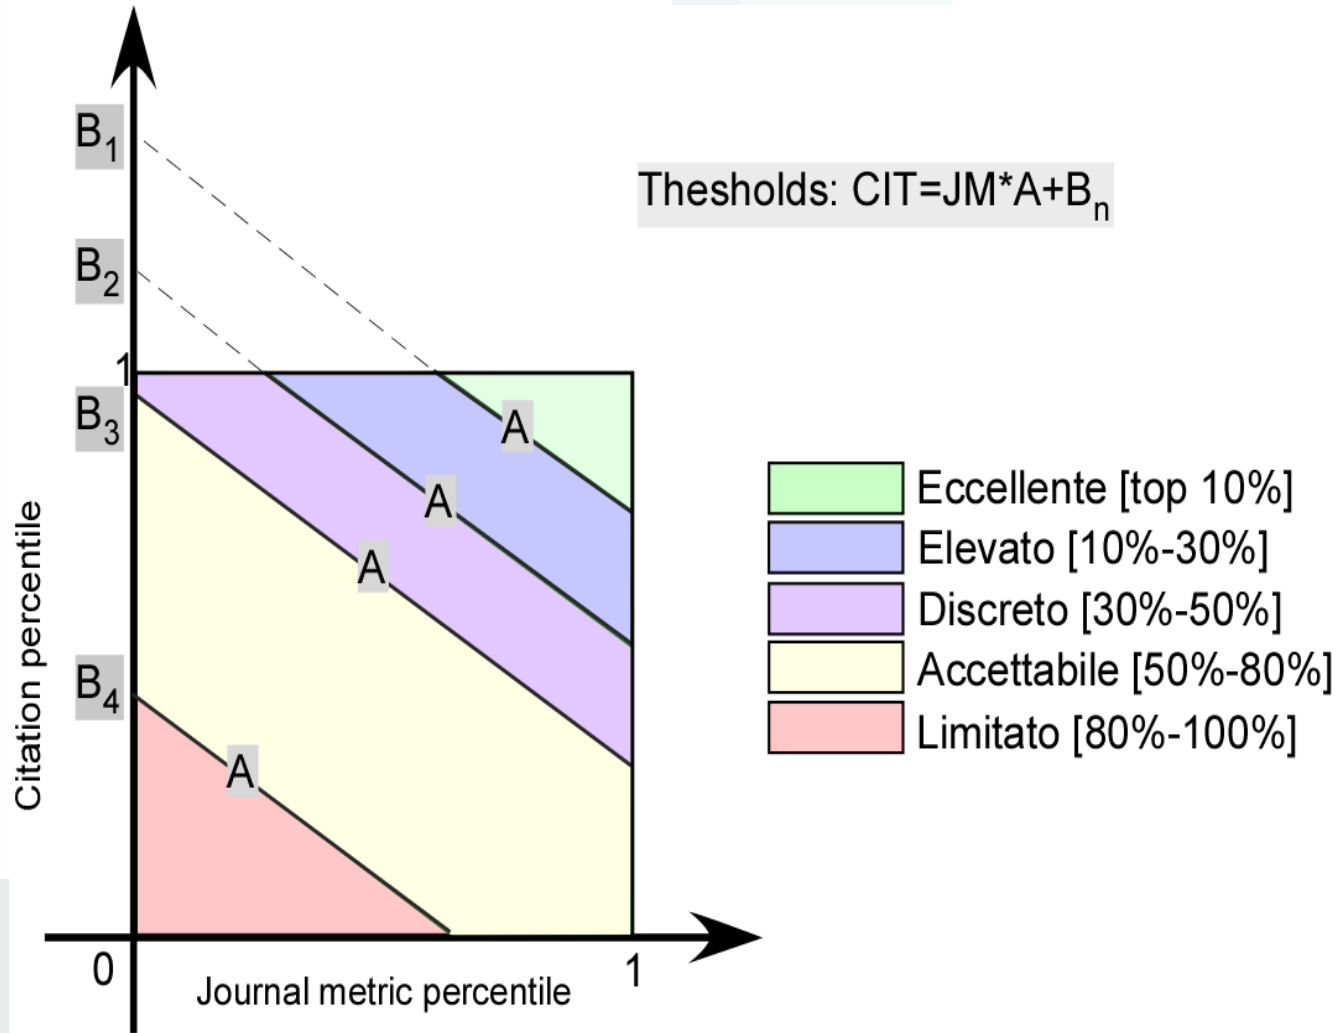 B1
Thesholds: CIT=JM*A+Bn
B2
1
B3
A
A
A
B4
A
Citation percentile
Eccellente [top 10%]
Elevato [10%-30%]
Discreto [30%-50%]
Accettabile [50%-80%]
Limitato [80%-100%]
0
Journal metric percentile
1